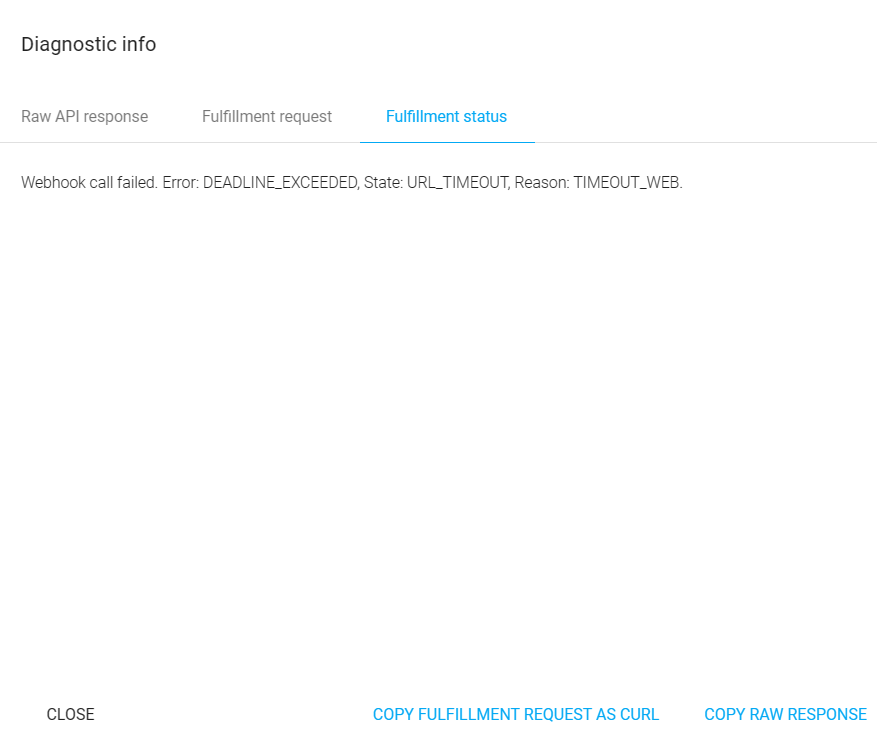 Diagnostic info
Raw API response Fulfillment request Fulfillment status
Webhook call failed. Error: DEADLINE_EXCEEDED, State: URL_TIMEOUT, Reason: TIMEOUT_WEB.
CLOSE COPY FULFILLMENT REQUEST AS CURL COPY RAW RESPONSE